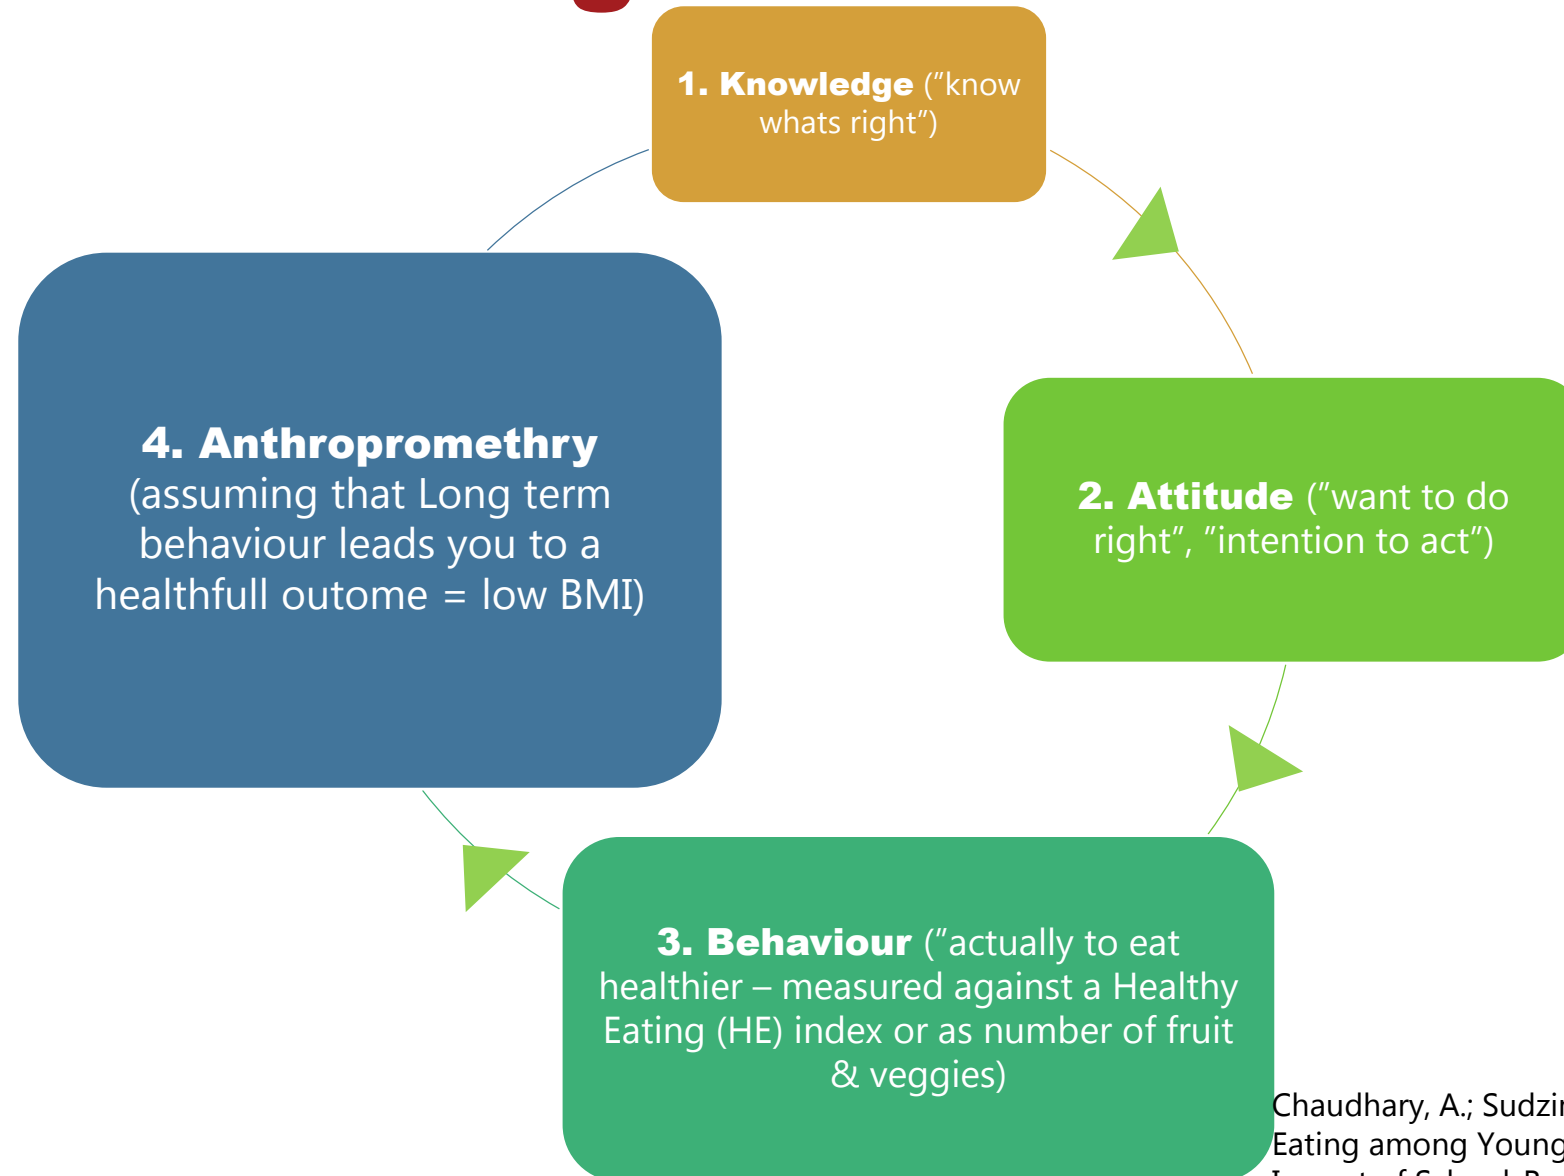 1. Knowledge (”know
whats right”)
2. Attitude (”want to do
right”, ”intention to act”)
3. Behaviour (”actually to eat
healthier – measured against a Healthy
Eating (HE) index or as number of fruit
& veggies)
4. Anthropromethry
(assuming that Long term
behaviour leads you to a
healthfull outome = low BMI)
Chaudhary, A.;
Eating among Young